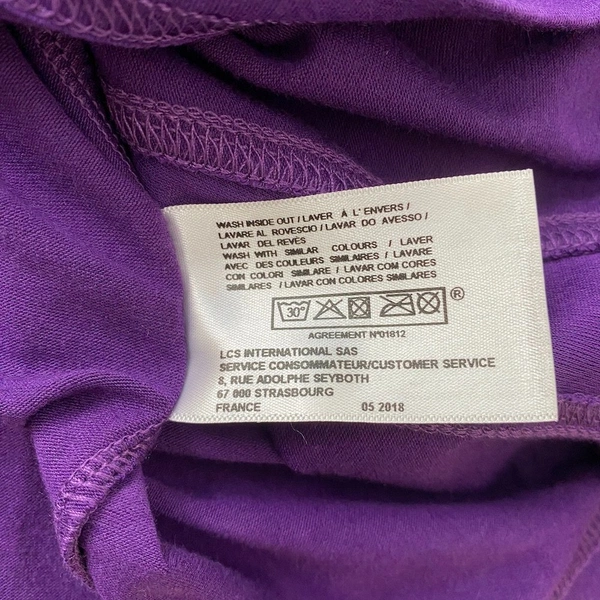 WASH INSIDE OUT / LAVER À L' ENVERS /
LAVARE AL ROVESCIO / LAVAR DO AVESSO /
LAVAR DEL REVÉS
WASH WITH SIMILAR COLOURS / LAVER
AVEC DES COULEURS SIMILAIRES / LAVARE
CON COLORI SIMILARE / LAVAR COM CORES
SIMILARES / LAVAR CON COLORES SIMILARES
30° ®
AGREEMENT N°01812
LCS INTERNATIONAL SAS
SERVICE CONSOMMATEUR/CUSTOMER SERVICE
8, RUE ADOLPHE SEYBOTH
67 000 STRASBOURG
FRANCE 05 2018